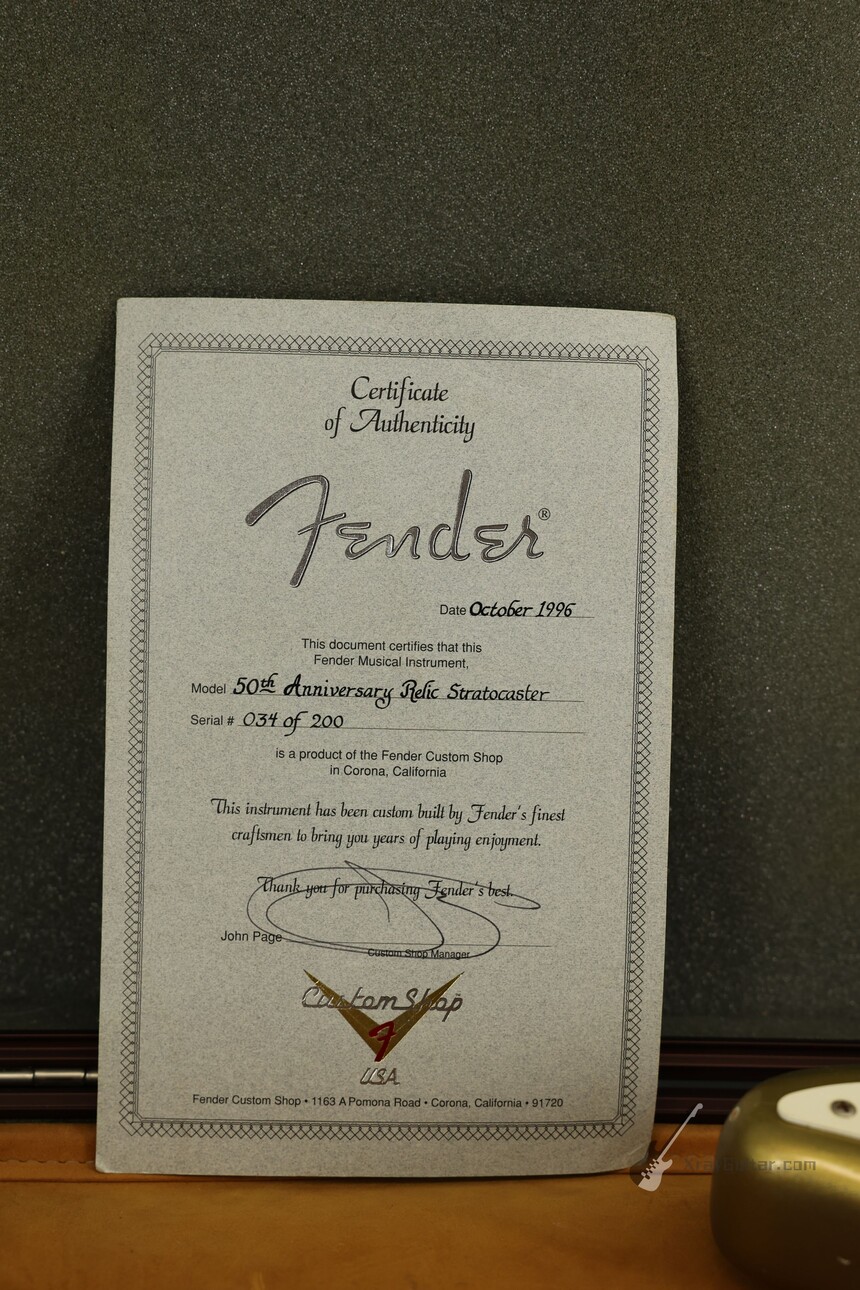 Certificate
of Authenticity
Fender®
Date October 1996
This document certifies that this
Fender Musical Instrument,
Model 50th Anniversary Relic Stratocaster
Serial # 034 of 200
is a product of the Fender Custom Shop
in Corona, California
This instrument has been custom built by Fender's finest
craftsmen to bring you years of playing enjoyment.
Thank you for purchasing Fender's best.
John Page
Custom Shop Manager
Custom Shop
F
USA
Fender Custom Shop • 1163 A Pomona Road • Corona, California • 91720